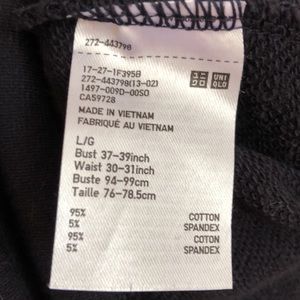 272-443798
17-27-1F395B
272-443798(13-02)
1497-009D-00SO
CA59728
UNI
QLO
MADE IN VIETNAM
FABRIQUÉ AU VIETNAM
L/G
Bust 37-39inch
Waist 30-31inch
Buste 94-99cm
Taille 76-78.5cm
95% COTTON
5% SPANDEX
95% COTON
5% SPANDEX